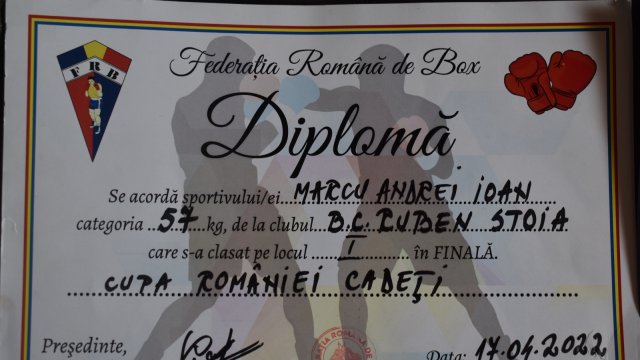 FRB
Federația Română de Box
Diplomă
Se acordă sportivului/ei MARCU ANDREI IOAN
categoria 57 kg, de la clubul B.C. RUBEN STOIA
care s-a clasat pe locul I în FINALĂ.
CUPA ROMÂNIEI CADEȚI
Președinte,
Data: 17.04.2022